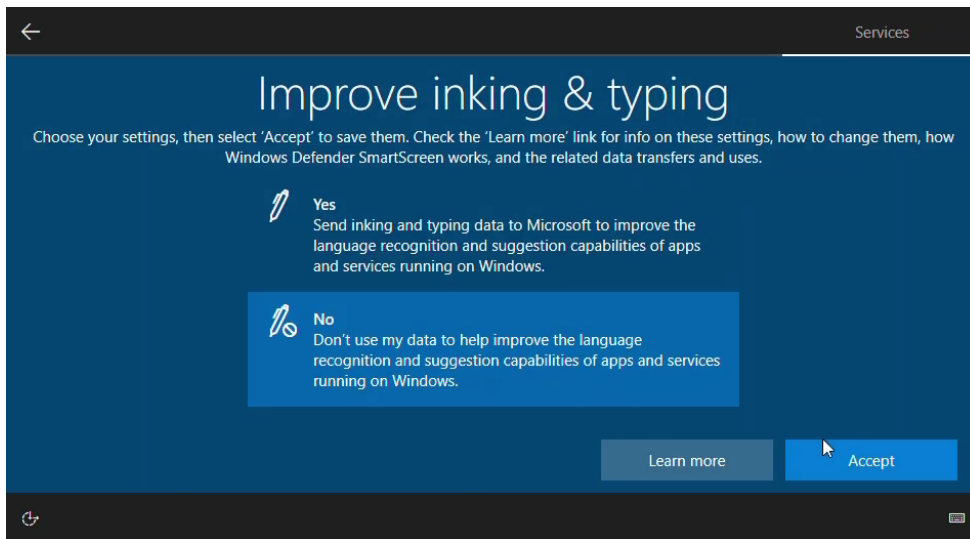 Services
Improve inking & typing
Choose your settings, then select ‘Accept’ to save them. Check the ‘Learn more’ link for info on these settings, how to change them, how
Windows Defender SmartScreen works, and the related data transfers and uses.
Yes
Send inking and typing data to Microsoft to improve the
language recognition and suggestion capabilities of apps
and services running on Windows.
No
Don’t use my data to help improve the language
recognition and suggestion capabilities of apps and services
running on Windows.
Learn more
Accept